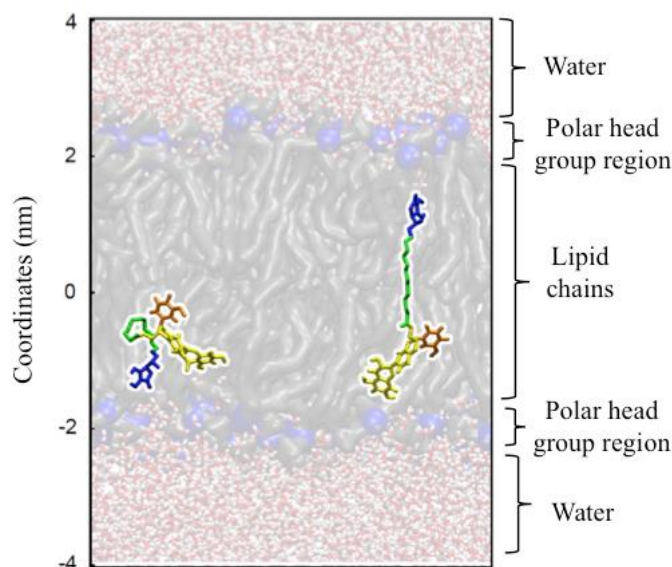 4
Water
Polar head
group region
2
Coordinates (nm)
0
Lipid
chains
-2
Polar head
group region
Water
-4